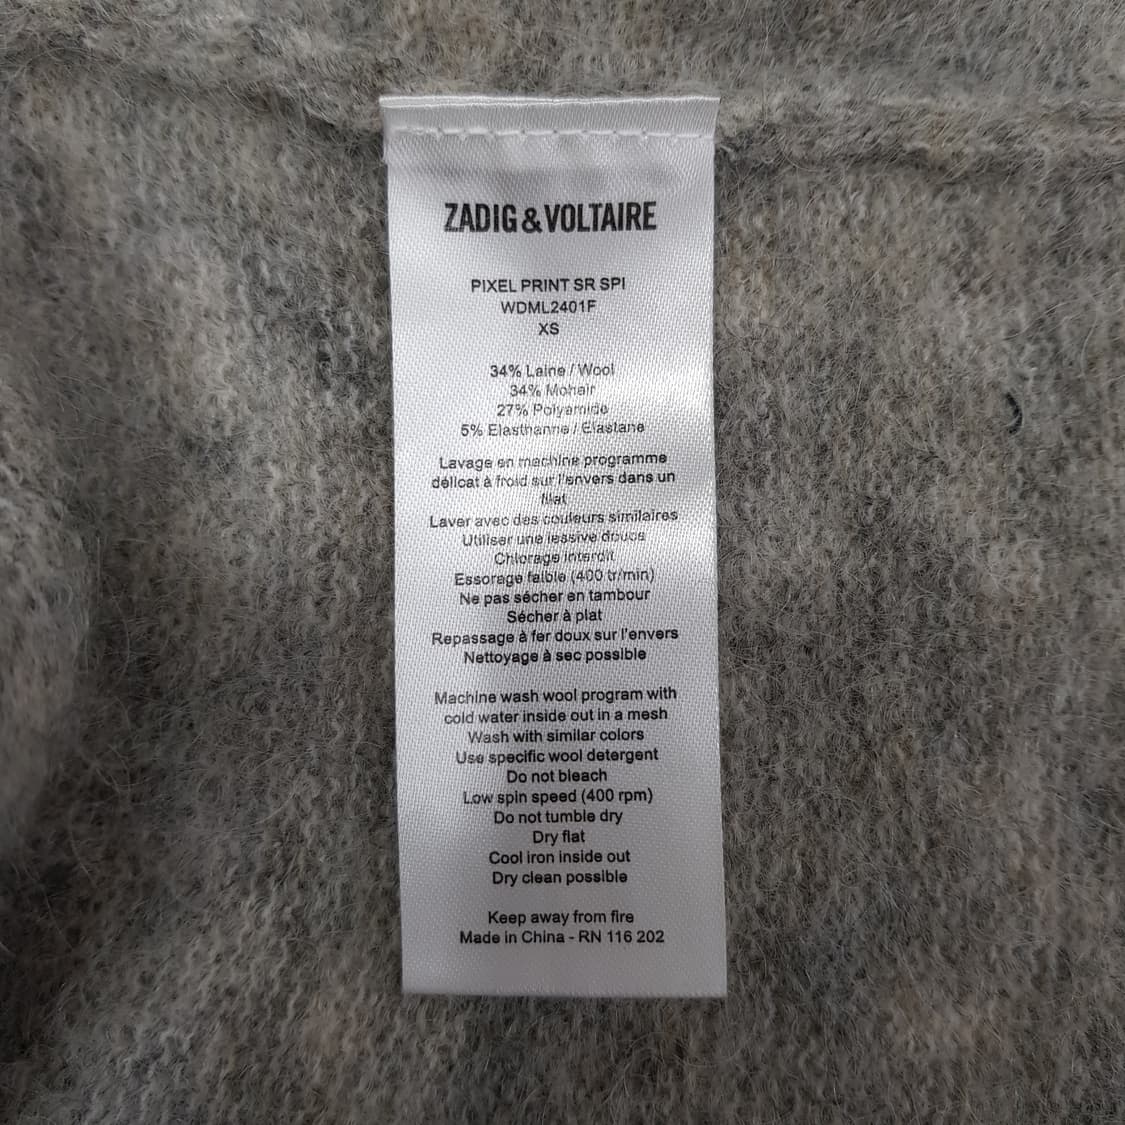 ZADIG & VOLTAIRE
PIXEL PRINT SR SPI
WDML2401F
XS
34% Laine / Wool
34% Mohair
27% Polyamide
5% Elasthanne / Elastane
Lavage en machine programme
délicat à froid sur l'envers dans un
filet
Laver avec des couleurs similaires
Utiliser une lessive douce
Chlorage interdit
Essorage faible (400 tr/min)
Ne pas sécher en tambour
Sécher à plat
Repassage à fer doux sur l'envers
Nettoyage à sec possible
Machine wash wool program with
cold water inside out in a mesh
Wash with similar colors
Use specific wool detergent
Do not bleach
Low spin speed (400 rpm)
Do not tumble dry
Dry flat
Cool iron inside out
Dry clean possible
Keep away from fire
Made in China - RN 116 202